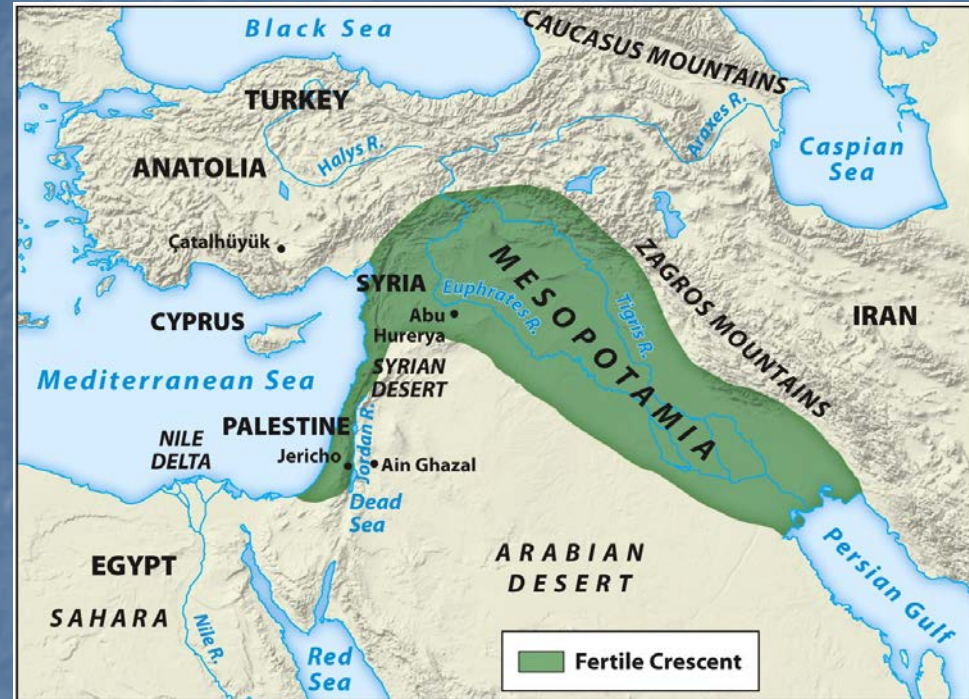 Black Sea
CAUCASUS MOUNTAINS
TURKEY
Araxes R.
Halys R.
Caspian
Sea
ANATOLIA
Çatalhüyük
MESOPOTAMIA
ZAGROS MOUNTAINS
SYRIA
Euphrates R.
Tigris R.
IRAN
CYPRUS
Abu
Hurerya
Mediterranean Sea
SYRIAN
DESERT
PALESTINE
Jordan R.
NILE
DELTA
Jericho
Ain Ghazal
Dead
Sea
ARABIAN
DESERT
Persian Gulf
EGYPT
SAHARA
Nile R.
Red
Sea
Fertile Crescent